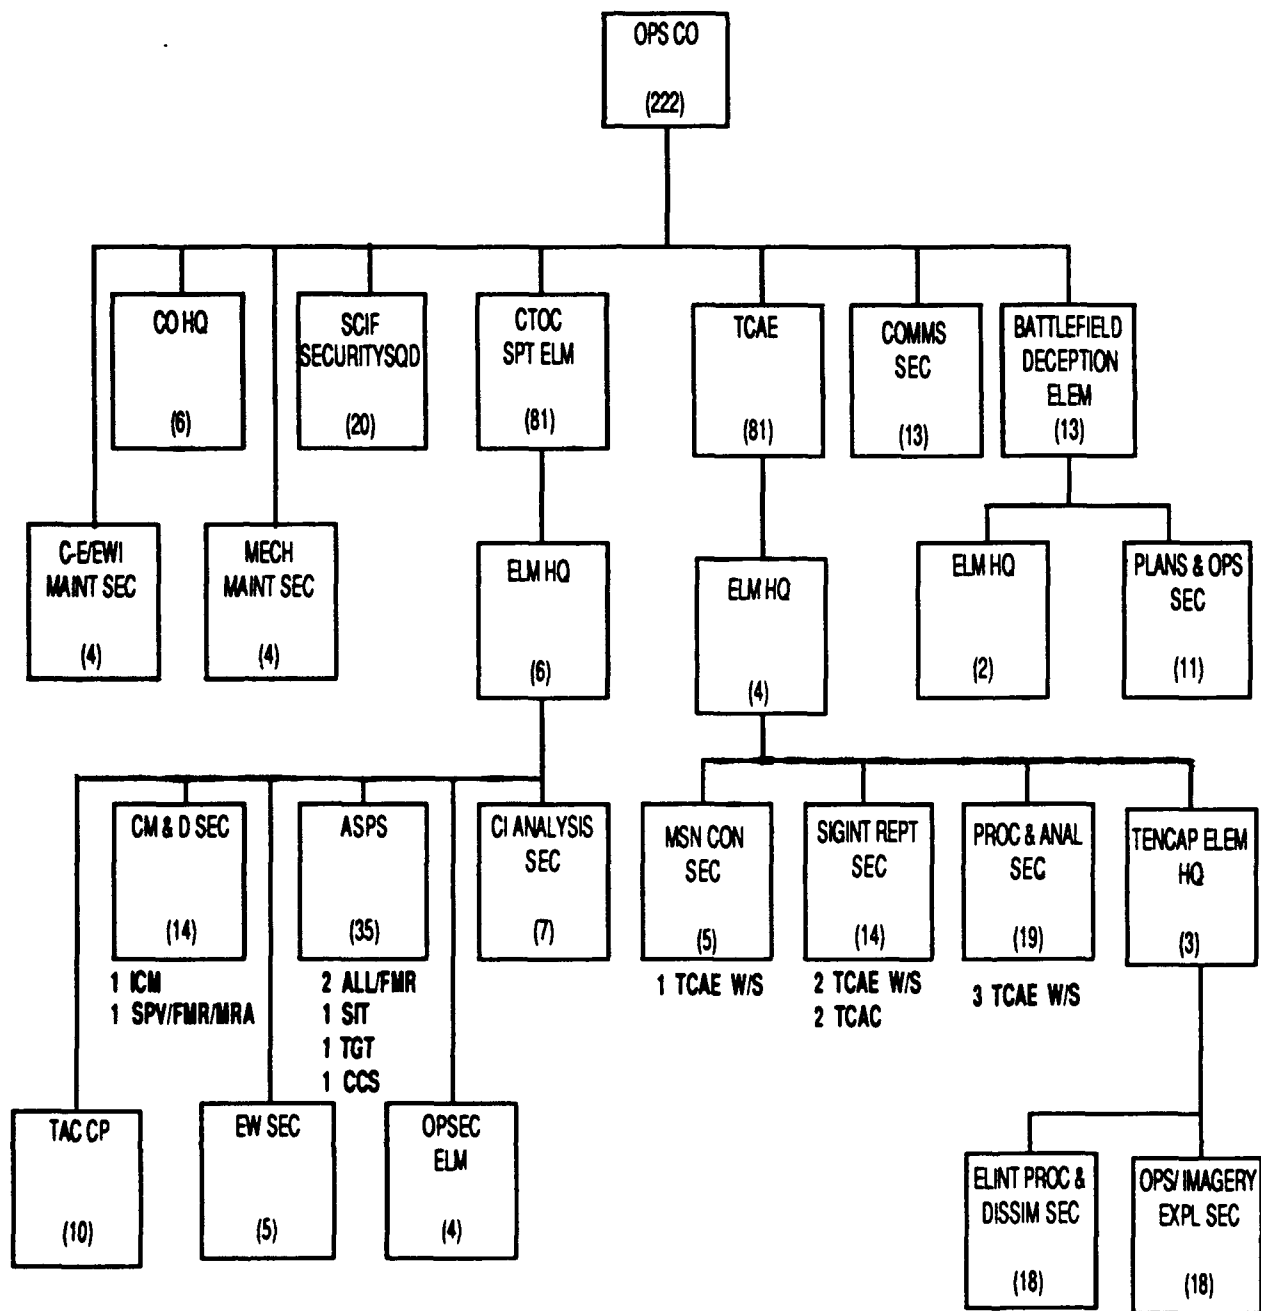 OPS CO
(222)
CO HQ
(6)
SCIF
SECURITYSQD
(20)
CTOC
SPT ELM
(81)
TCAE
(81)
COMMS
SEC
(13)
BATTLEFIELD
DECEPTION
ELEM
(13)
C-E/EWI
MAINT SEC
(4)
MECH
MAINT SEC
(4)
ELM HQ
(6)
ELM HQ
(4)
ELM HQ
(2)
PLANS & OPS
SEC
(11)
CM & D SEC
(14)
1 ICM
1 SPV/FMR/MRA
ASPS
(35)
2 ALL/FMR
1 SIT
1 TGT
1 CCS
CI ANALYSIS
SEC
(7)
MSN CON
SEC
(5)
1 TCAE W/S
SIGINT REPT
SEC
(14)
2 TCAE W/S
2 TCAC
PROC & ANAL
SEC
(19)
3 TCAE W/S
TENCAP ELEM
HQ
(3)
TAC CP
(10)
EW SEC
(5)
OPSEC
ELM
(4)
ELINT PROC &
DISSIM SEC
(18)
OPS/ IMAGERY
EXPL SEC
(18)